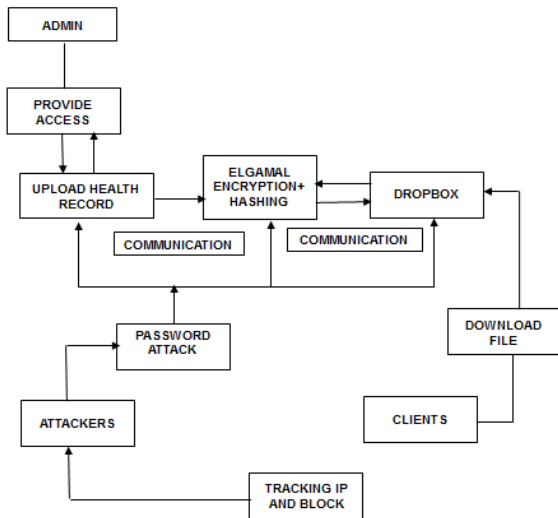 ADMIN
PROVIDE
ACCESS
UPLOAD HEALTH
RECORD
ELGAMAL
ENCRYPTION+
HASHING
DROPBOX
COMMUNICATION
COMMUNICATION
PASSWORD
ATTACK
DOWNLOAD
FILE
ATTACKERS
CLIENTS
TRACKING IP
AND BLOCK